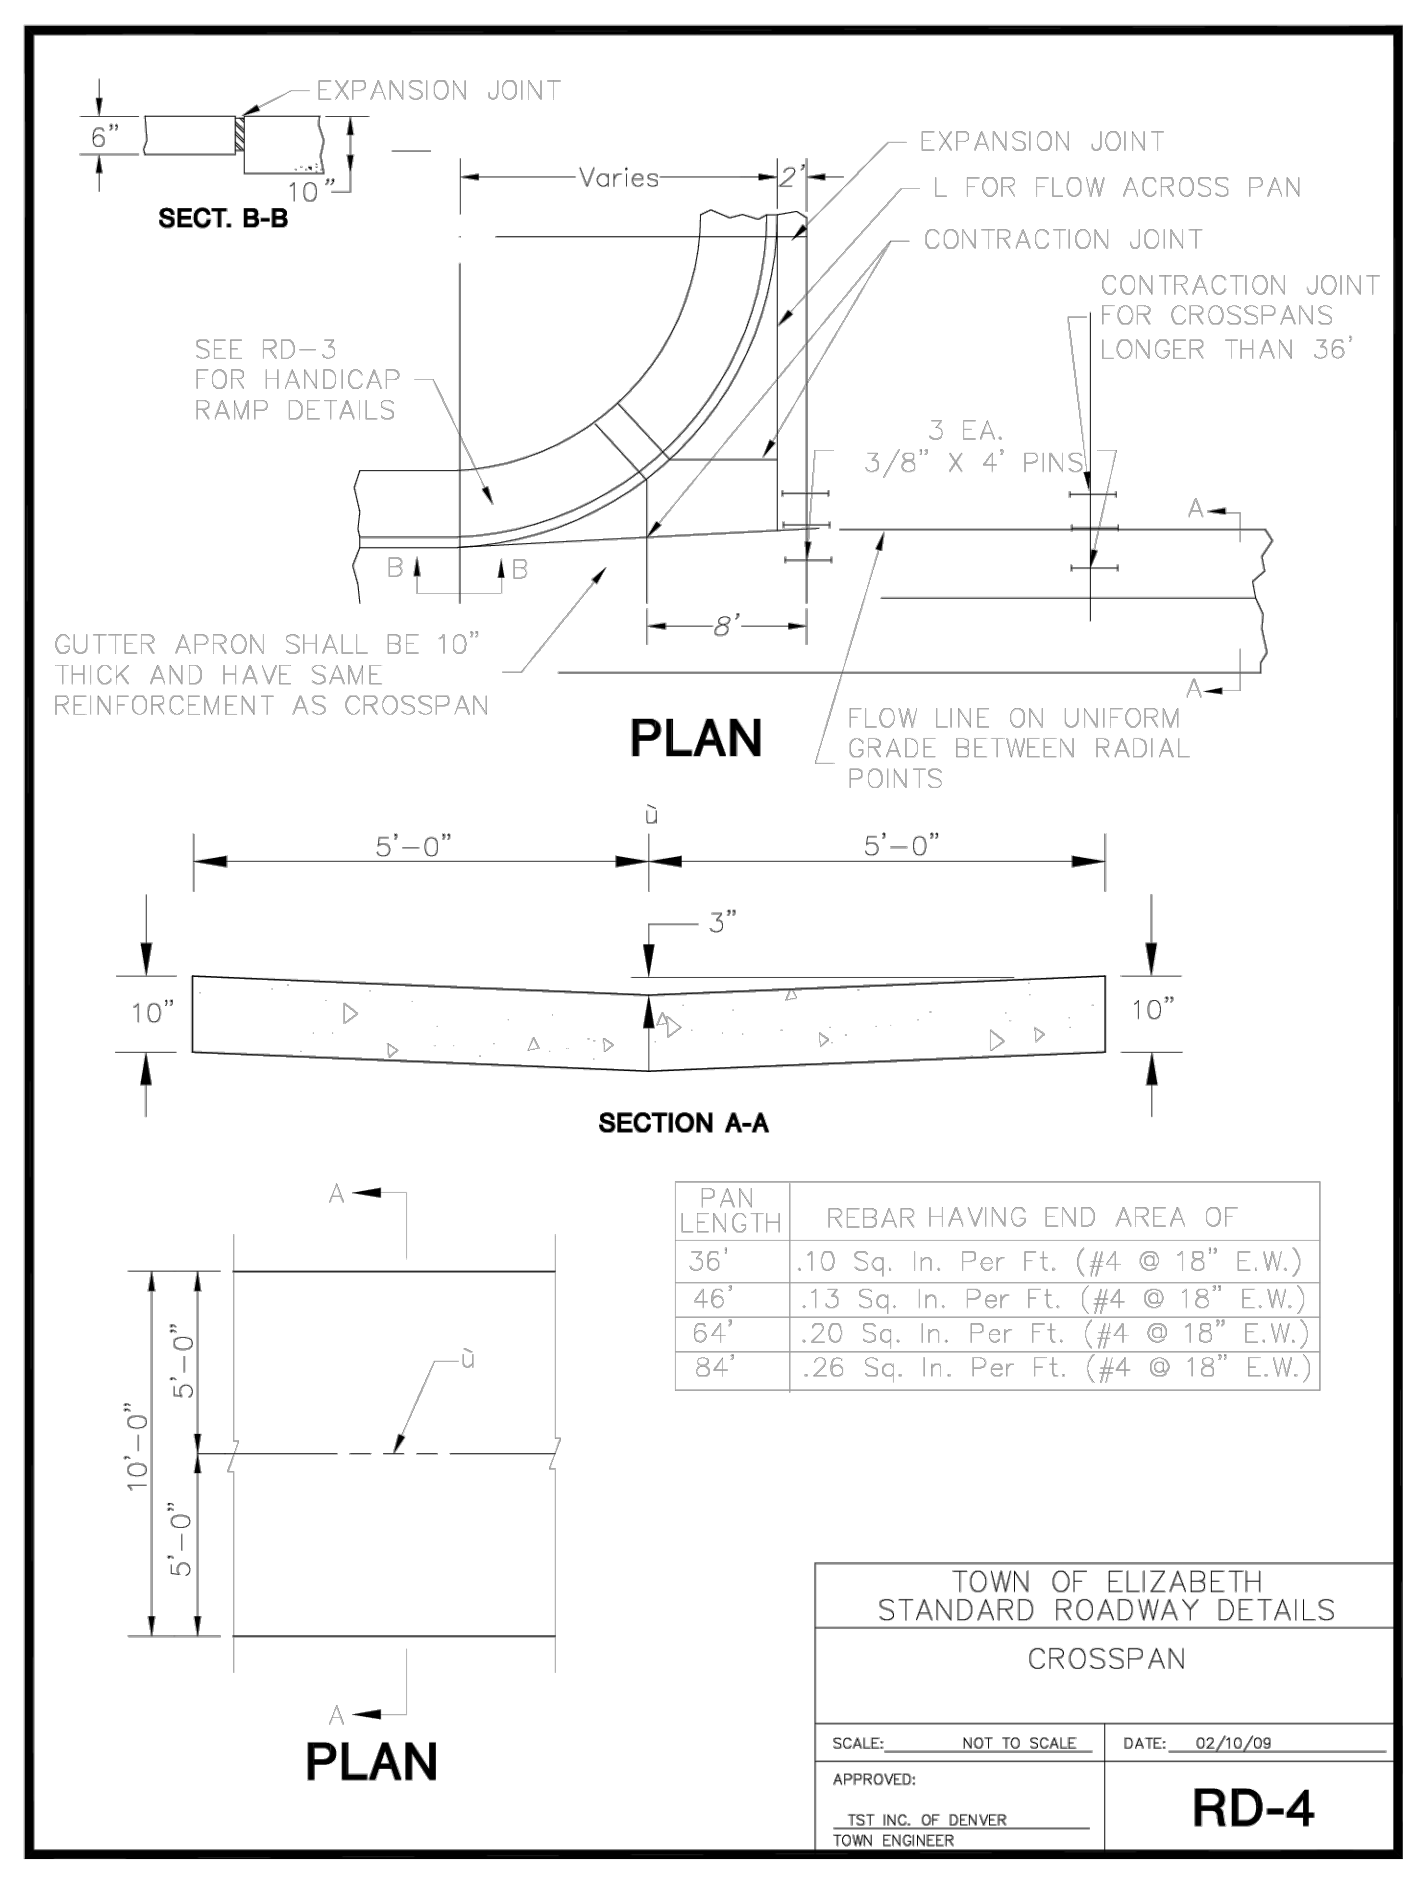 EXPANSION JOINT
6"
10"
SECT. B-B
Varies
2'
EXPANSION JOINT
L FOR FLOW ACROSS PAN
CONTRACTION JOINT
CONTRACTION JOINT
FOR CROSSPANS
LONGER THAN 36'
SEE RD-3
FOR HANDICAP
RAMP DETAILS
3 EA.
3/8" X 4' PINS
A
B
B
8'
GUTTER APRON SHALL BE 10"
THICK AND HAVE SAME
REINFORCEMENT AS CROSSPAN
A
PLAN
FLOW LINE ON UNIFORM
GRADE BETWEEN RADIAL
POINTS
ù
5'-0"
5'-0"
3"
10"
10"
SECTION A-A
A
PAN
LENGTH
REBAR HAVING END AREA OF
36' .10 Sq. In. Per Ft. (#4 @ 18" E.W.)
46' .13 Sq. In. Per Ft. (#4 @ 18" E.W.)
64' .20 Sq. In. Per Ft. (#4 @ 18" E.W.)
84' .26 Sq. In. Per Ft. (#4 @ 18" E.W.)
5'-0"
ù
10'-0"
5'-0"
A
PLAN
TOWN OF ELIZABETH
STANDARD ROADWAY DETAILS
CROSSPAN
SCALE: NOT TO SCALE
DATE: 02/10/09
APPROVED:
TST INC. OF DENVER
TOWN ENGINEER
RD-4